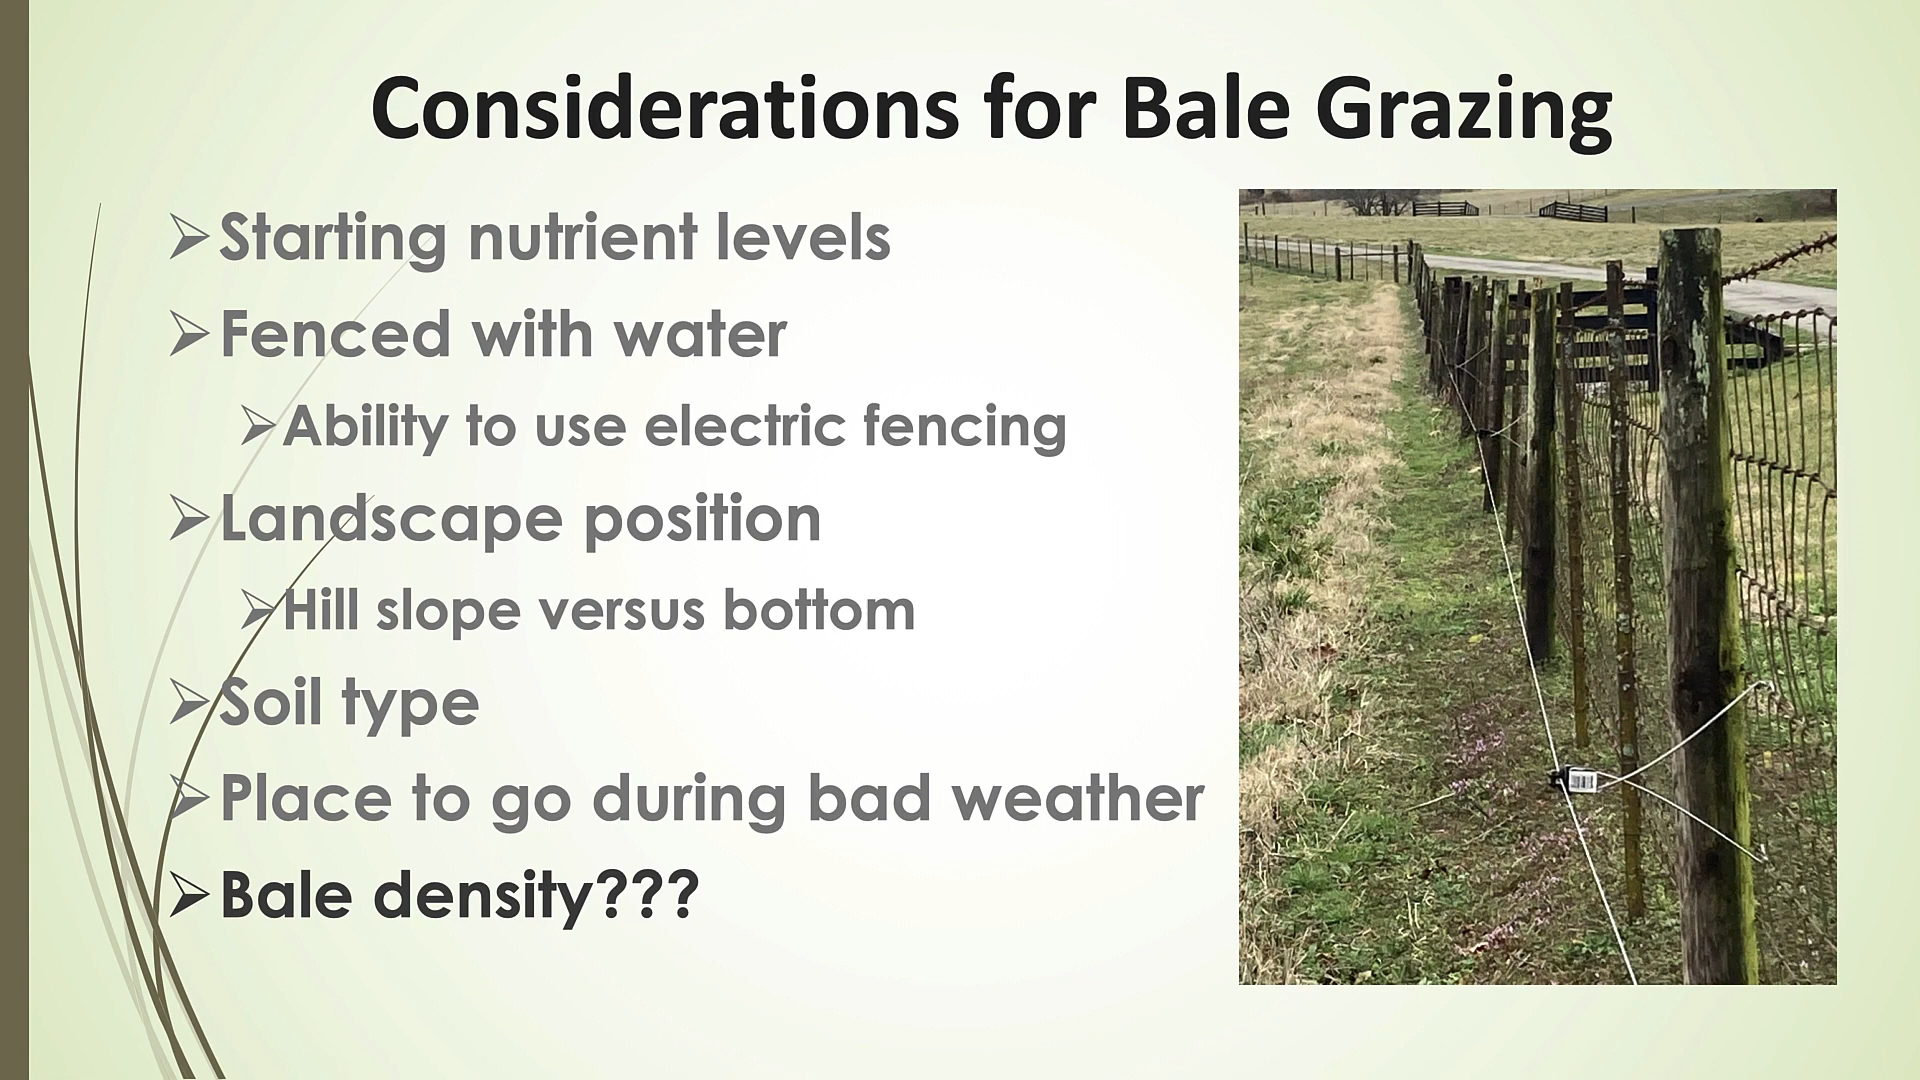 Considerations for Bale Grazing
Starting nutrient levels
Fenced with water
Ability to use electric fencing
Landscape position
Hill slope versus bottom
Soil type
Place to go during bad weather
Bale density???